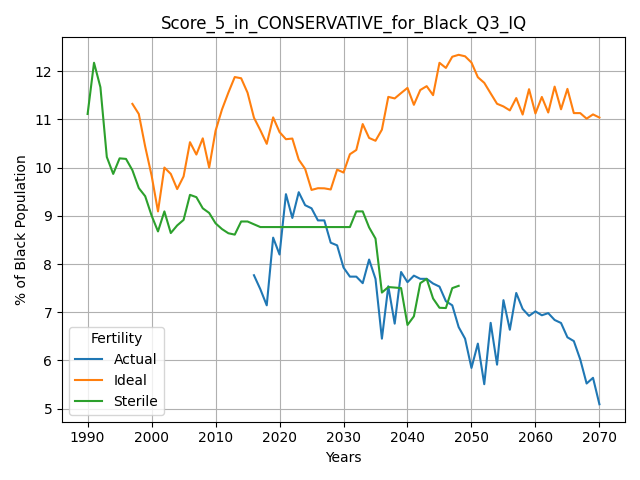 Score_5_in_CONSERVATIVE_for_Black_Q3_IQ
% of Black Population
12
11
10
9
8
7
6
5
Fertility
Actual
Ideal
Sterile
1990 2000 2010 2020 2030 2040 2050 2060 2070
Years